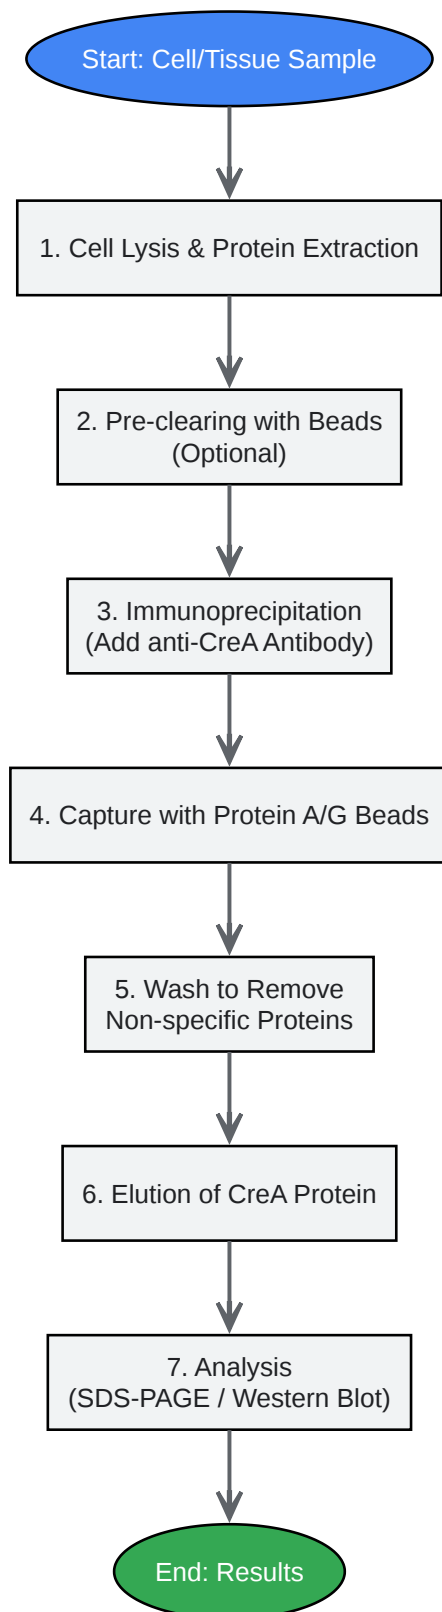 Start: Cell/Tissue Sample
1. Cell Lysis & Protein Extraction
2. Pre-clearing with Beads
(Optional)
3. Immunoprecipitation
(Add anti-CreA Antibody)
4. Capture with Protein A/G Beads
5. Wash to Remove
Non-specific Proteins
6. Elution of CreA Protein
7. Analysis
(SDS-PAGE / Western Blot)
End: Results